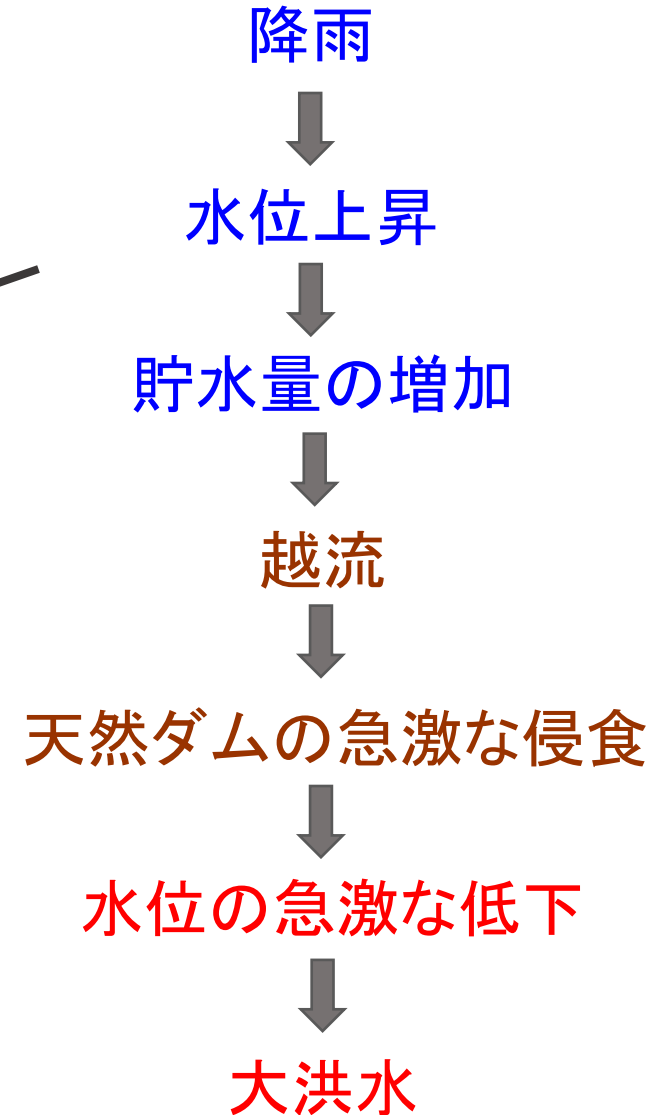 降雨
水位上昇
貯水量の増加
越流
天然ダムの急激な侵食
水位の急激な低下
大洪水